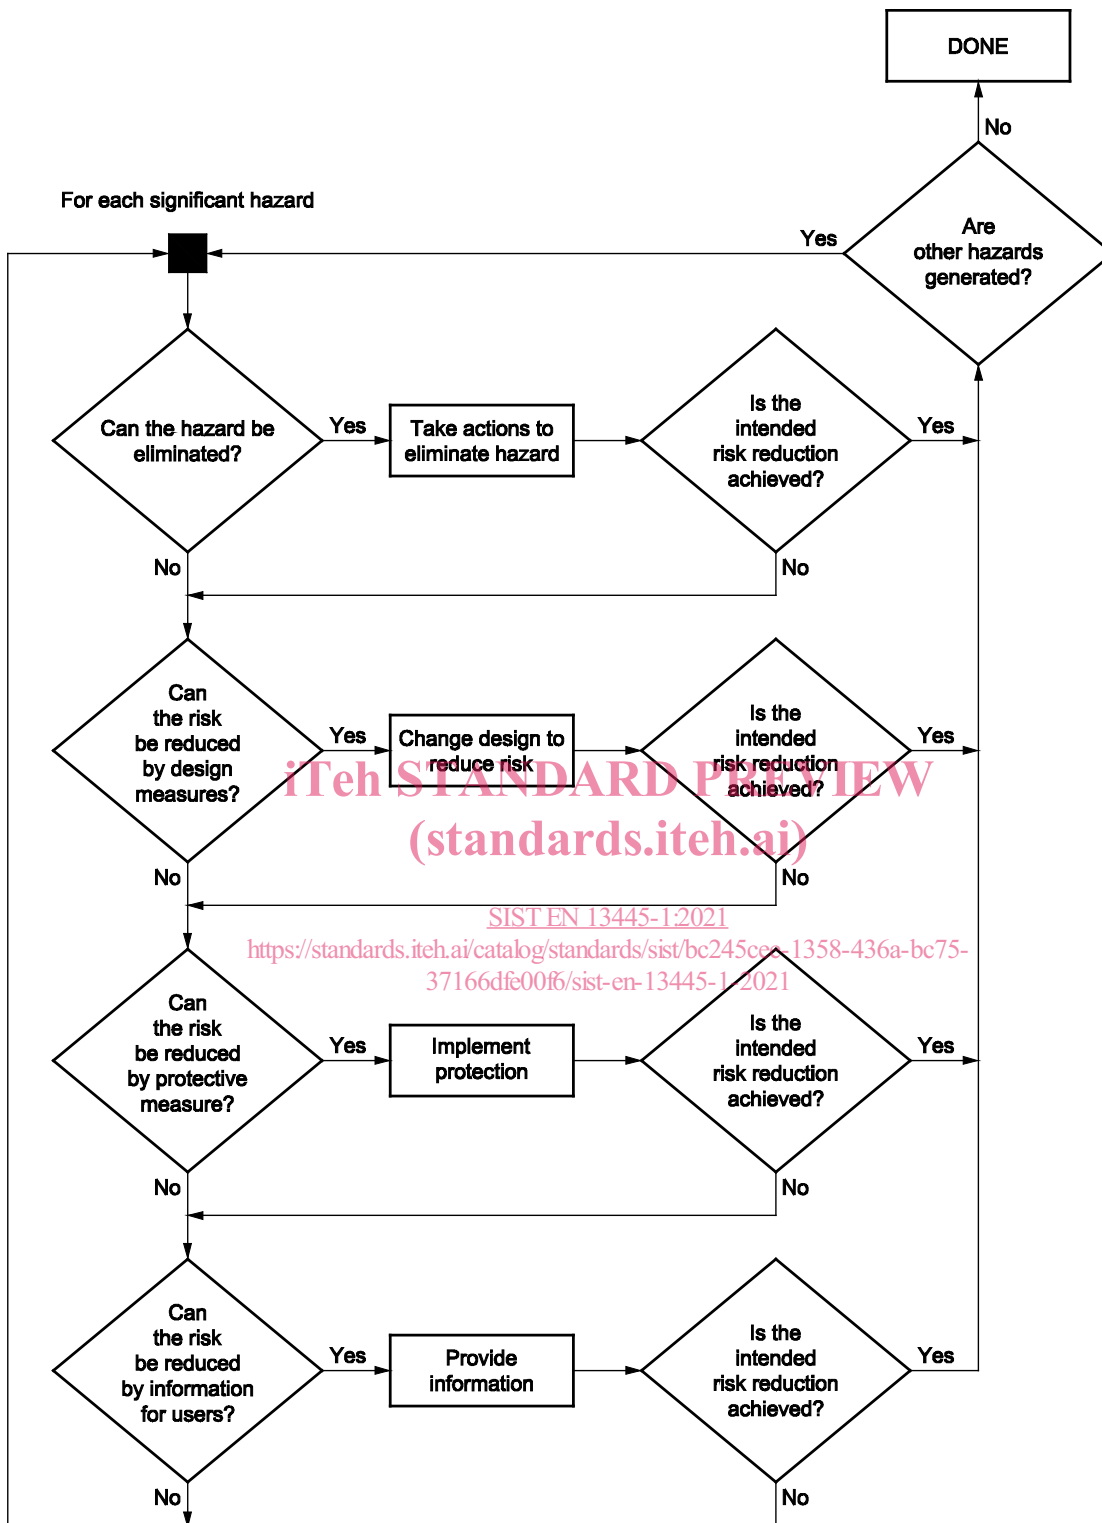 DONE
No
For each significant hazard
Yes
Are
other hazards
generated?
Can the hazard be
eliminated?
Yes
Take actions to
eliminate hazard
Is the
intended
risk reduction
achieved?
Yes
No
No
Can
the risk
be reduced
by design
measures?
Yes
Change design to
reduce risk
Is the
intended
risk reduction
achieved?
Yes
iTeh STANDARD PREVIEW
(standards.iteh.ai)
No
No
SIST EN 13445-1:2021
https://standards.iteh.ai/catalog/standards/sist/bc245cee-1358-436a-bc75-
37166dfe00f6/sist-en-13445-1-2021
Can
the risk
be reduced
by protective
measure?
Yes
Implement
protection
Is the
intended
risk reduction
achieved?
Yes
No
No
Can
the risk
be reduced
by information
for users?
Yes
Provide
information
Is the
intended
risk reduction
achieved?
Yes
No
No